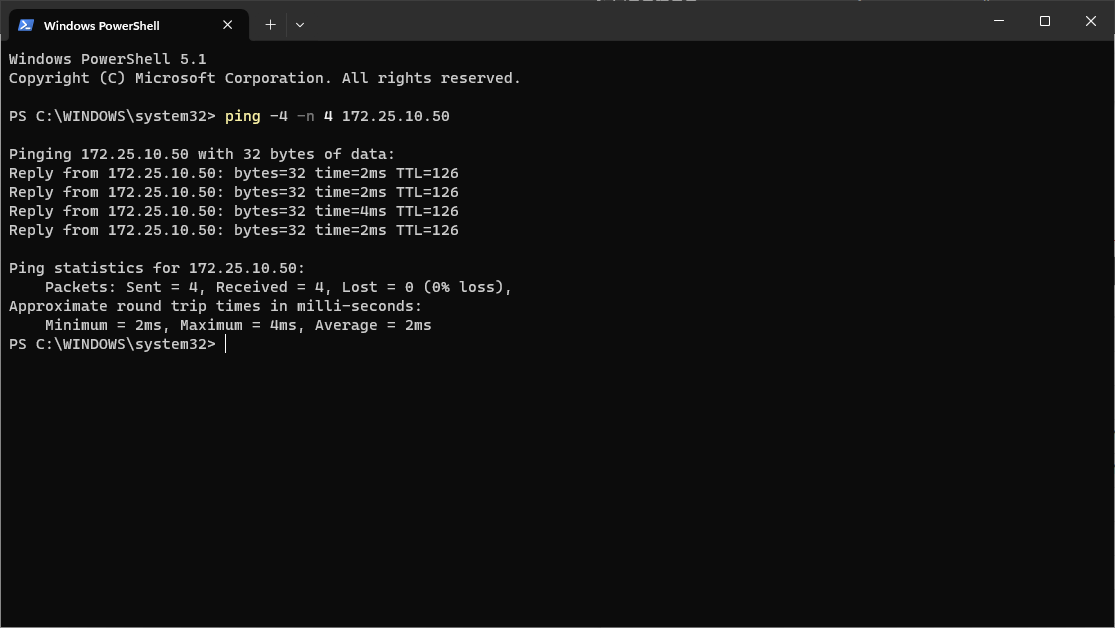 Windows PowerShell
Windows PowerShell 5.1
Copyright (C) Microsoft Corporation. All rights reserved.
PS C:\WINDOWS\system32> ping -4 -n 4 172.25.10.50
Pinging 172.25.10.50 with 32 bytes of data:
Reply from 172.25.10.50: bytes=32 time=2ms TTL=126
Reply from 172.25.10.50: bytes=32 time=2ms TTL=126
Reply from 172.25.10.50: bytes=32 time=4ms TTL=126
Reply from 172.25.10.50: bytes=32 time=2ms TTL=126
Ping statistics for 172.25.10.50:
    Packets: Sent = 4, Received = 4, Lost = 0 (0% loss),
Approximate round trip times in milli-seconds:
    Minimum = 2ms, Maximum = 4ms, Average = 2ms
PS C:\WINDOWS\system32>